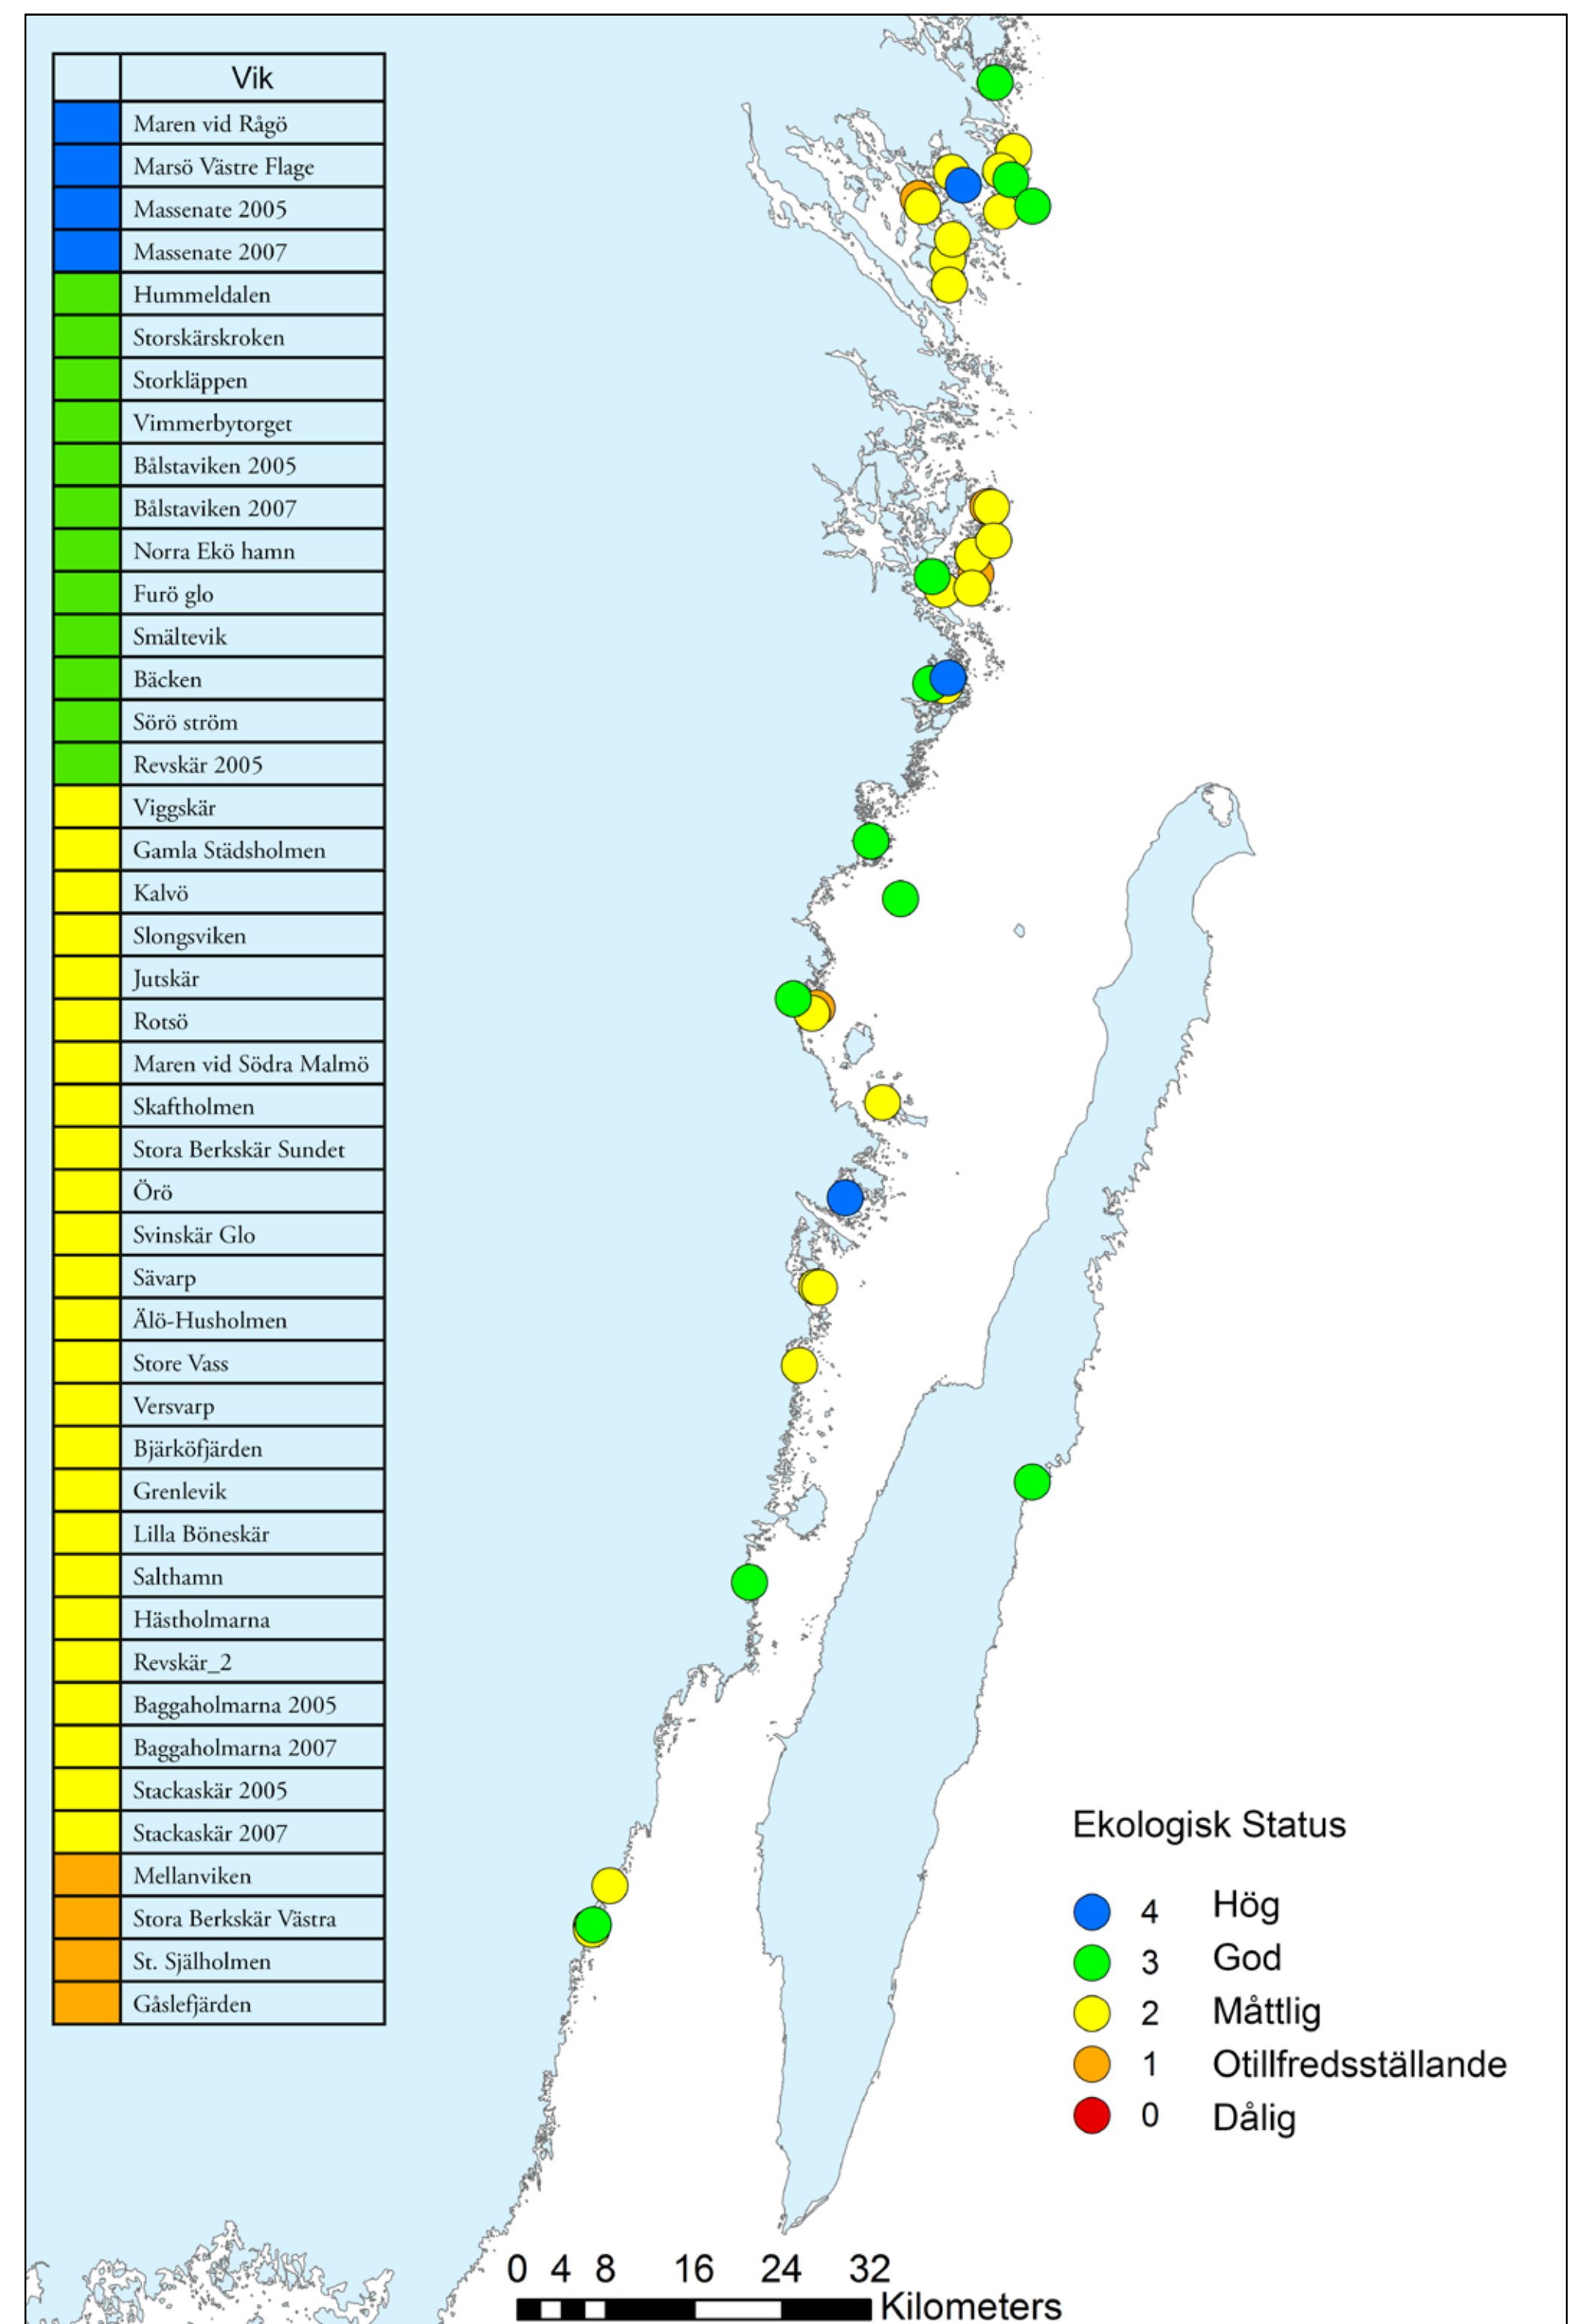 Vik
Maren vid Rågö
Marsö Västre Flage
Massenate 2005
Massenate 2007
Hummeldalen
Storskärskroken
Storkläppen
Vimmerbytorget
Bålstaviken 2005
Bålstaviken 2007
Norra Ekö hamn
Furö glo
Smältevik
Bäcken
Sörö ström
Revskär 2005
Viggskär
Gamla Städsholmen
Kalvö
Slongsviken
Jutskär
Rotsö
Maren vid Södra Malmö
Skaftholmen
Stora Berkskär Sundet
Örö
Svinskär Glo
Sävarp
Älö-Husholmen
Store Vass
Versvarp
Bjärköfjärden
Grenlevik
Lilla Böneskär
Salthamn
Hästholmarna
Revskär_2
Baggaholmarna 2005
Baggaholmarna 2007
Stackaskär 2005
Stackaskär 2007
Mellanviken
Stora Berkskär Västra
St. Själholmen
Gåslefjärden
Ekologisk Status
4 Hög
3 God
2 Måttlig
1 Otillfredsställande
0 Dålig
0 4 8 16 24 32
Kilometers